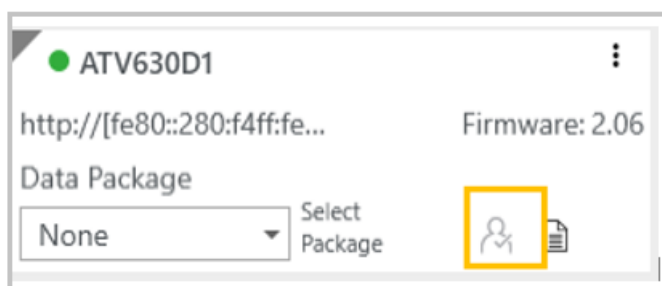 ATV630D1
http://[fe80::280:f4ff:fe...
Firmware: 2.06
Data Package
None
Select
Package